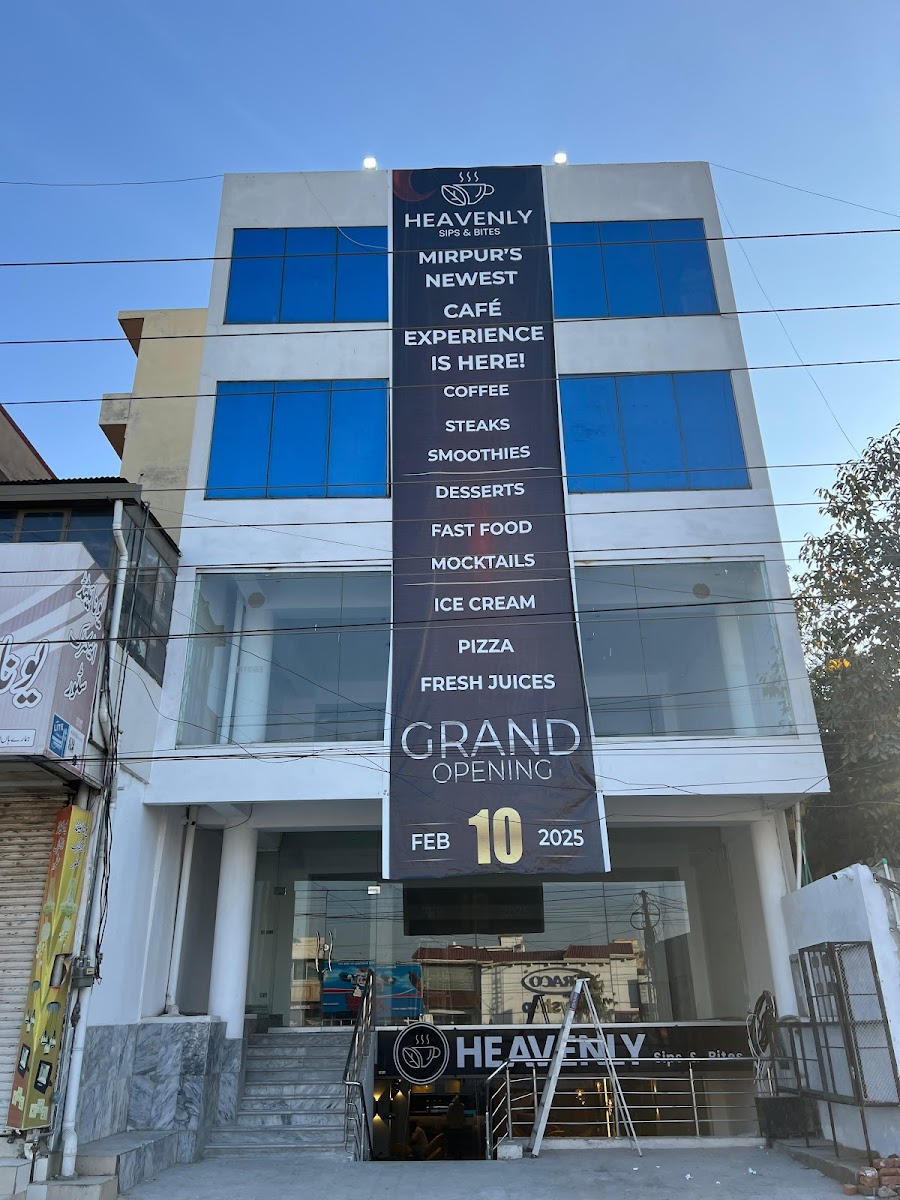 HEAVENLY
SIPS & BITES
MIRPUR'S
NEWEST
CAFÉ
EXPERIENCE
IS HERE!
COFFEE
STEAKS
SMOOTHIES
DESSERTS
FAST FOOD
MOCKTAILS
ICE CREAM
PIZZA
FRESH JUICES
GRAND
OPENING
FEB 10 2025
HEAVENLY Sips & Bites